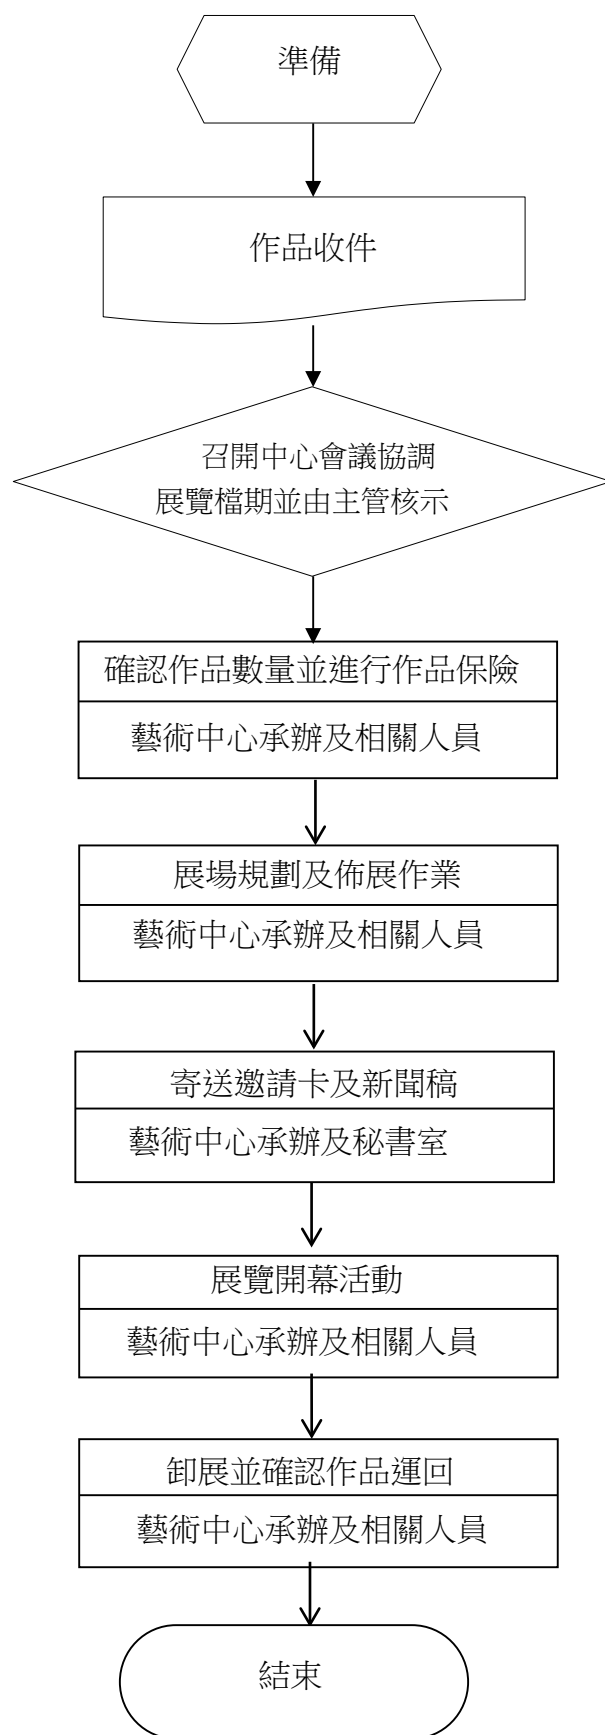 準備
作品收件
召開中心會議協調
展覽檔期並由主管核示
確認作品數量並進行作品保險
藝術中心承辦及相關人員
展場規劃及佈展作業
藝術中心承辦及相關人員
寄送邀請卡及新聞稿
藝術中心承辦及秘書室
展覽開幕活動
藝術中心承辦及相關人員
卸展並確認作品運回
藝術中心承辦及相關人員
結束